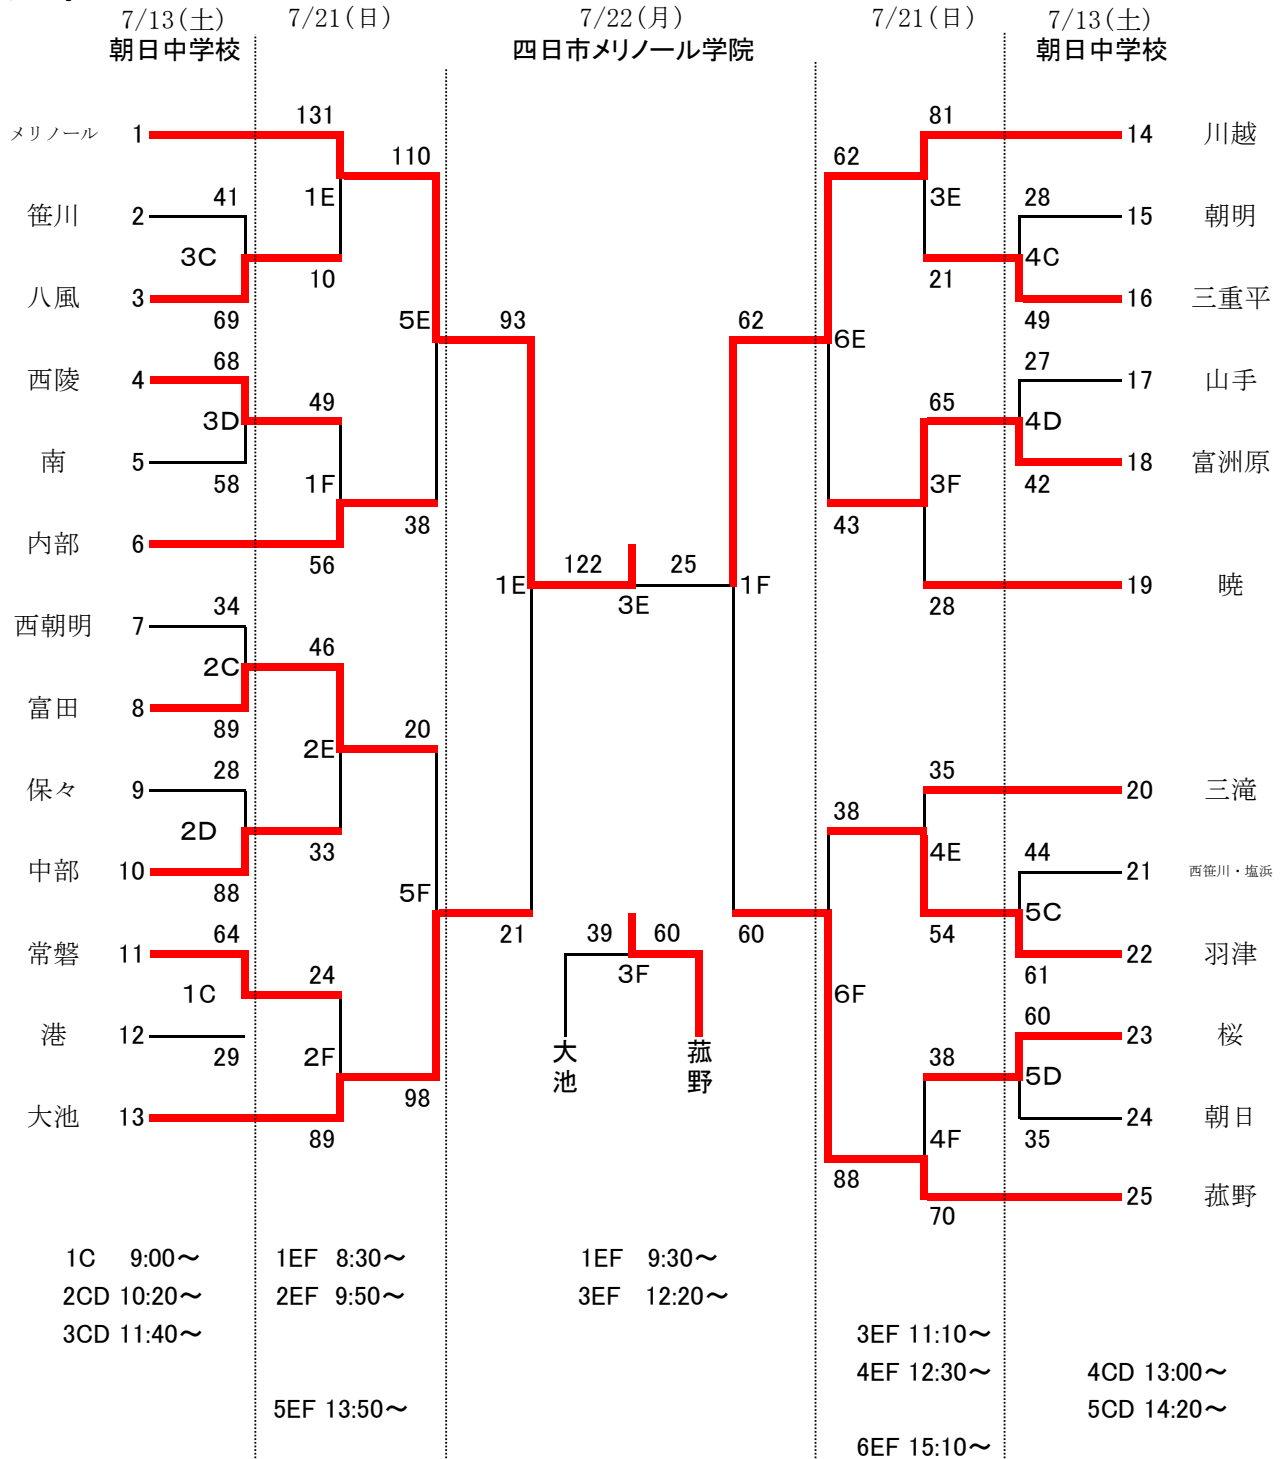 7/13(土) 7/21(日) 7/22(月) 7/21(日) 7/13(土)
朝日中学校 四日市メリノール学院 朝日中学校
131 81
メリノール 1 14 川越
110 62
1E 3E
41 28
笹川 2 15 朝明
3C 4C
10 21
八風 3 16 三重平
69 5E 93 62 6E 49
68 27
西陵 4 17 山手
49 65
3D 4D
南 5 18 富洲原
58 1F 3F 42
38 43
内部 6
56 122 25
1E 3E 1F 19 暁
34 28
西朝明 7
46
2C
富田 8
89 20
2E
28 35
保々 9 20 三滝
38
2D 33 4E
44
中部 10 21 西笹川・塩浜
88 5F
5C
64 21 39 60 60 54
常磐 11 22 羽津
24 3F 61
1C 6F
60
港 12 23 桜
29 2F 大池 菰野 38
5D
98
大池 13 24 朝日
89 4F 35
88
25 菰野
70
1C 9:00～ 1EF 8:30～ 1EF 9:30～
2CD 10:20～ 2EF 9:50～ 3EF 12:20～
3CD 11:40～ 3EF 11:10～
4EF 12:30～ 4CD 13:00～
5EF 13:50～ 5CD 14:20～
6EF 15:10～